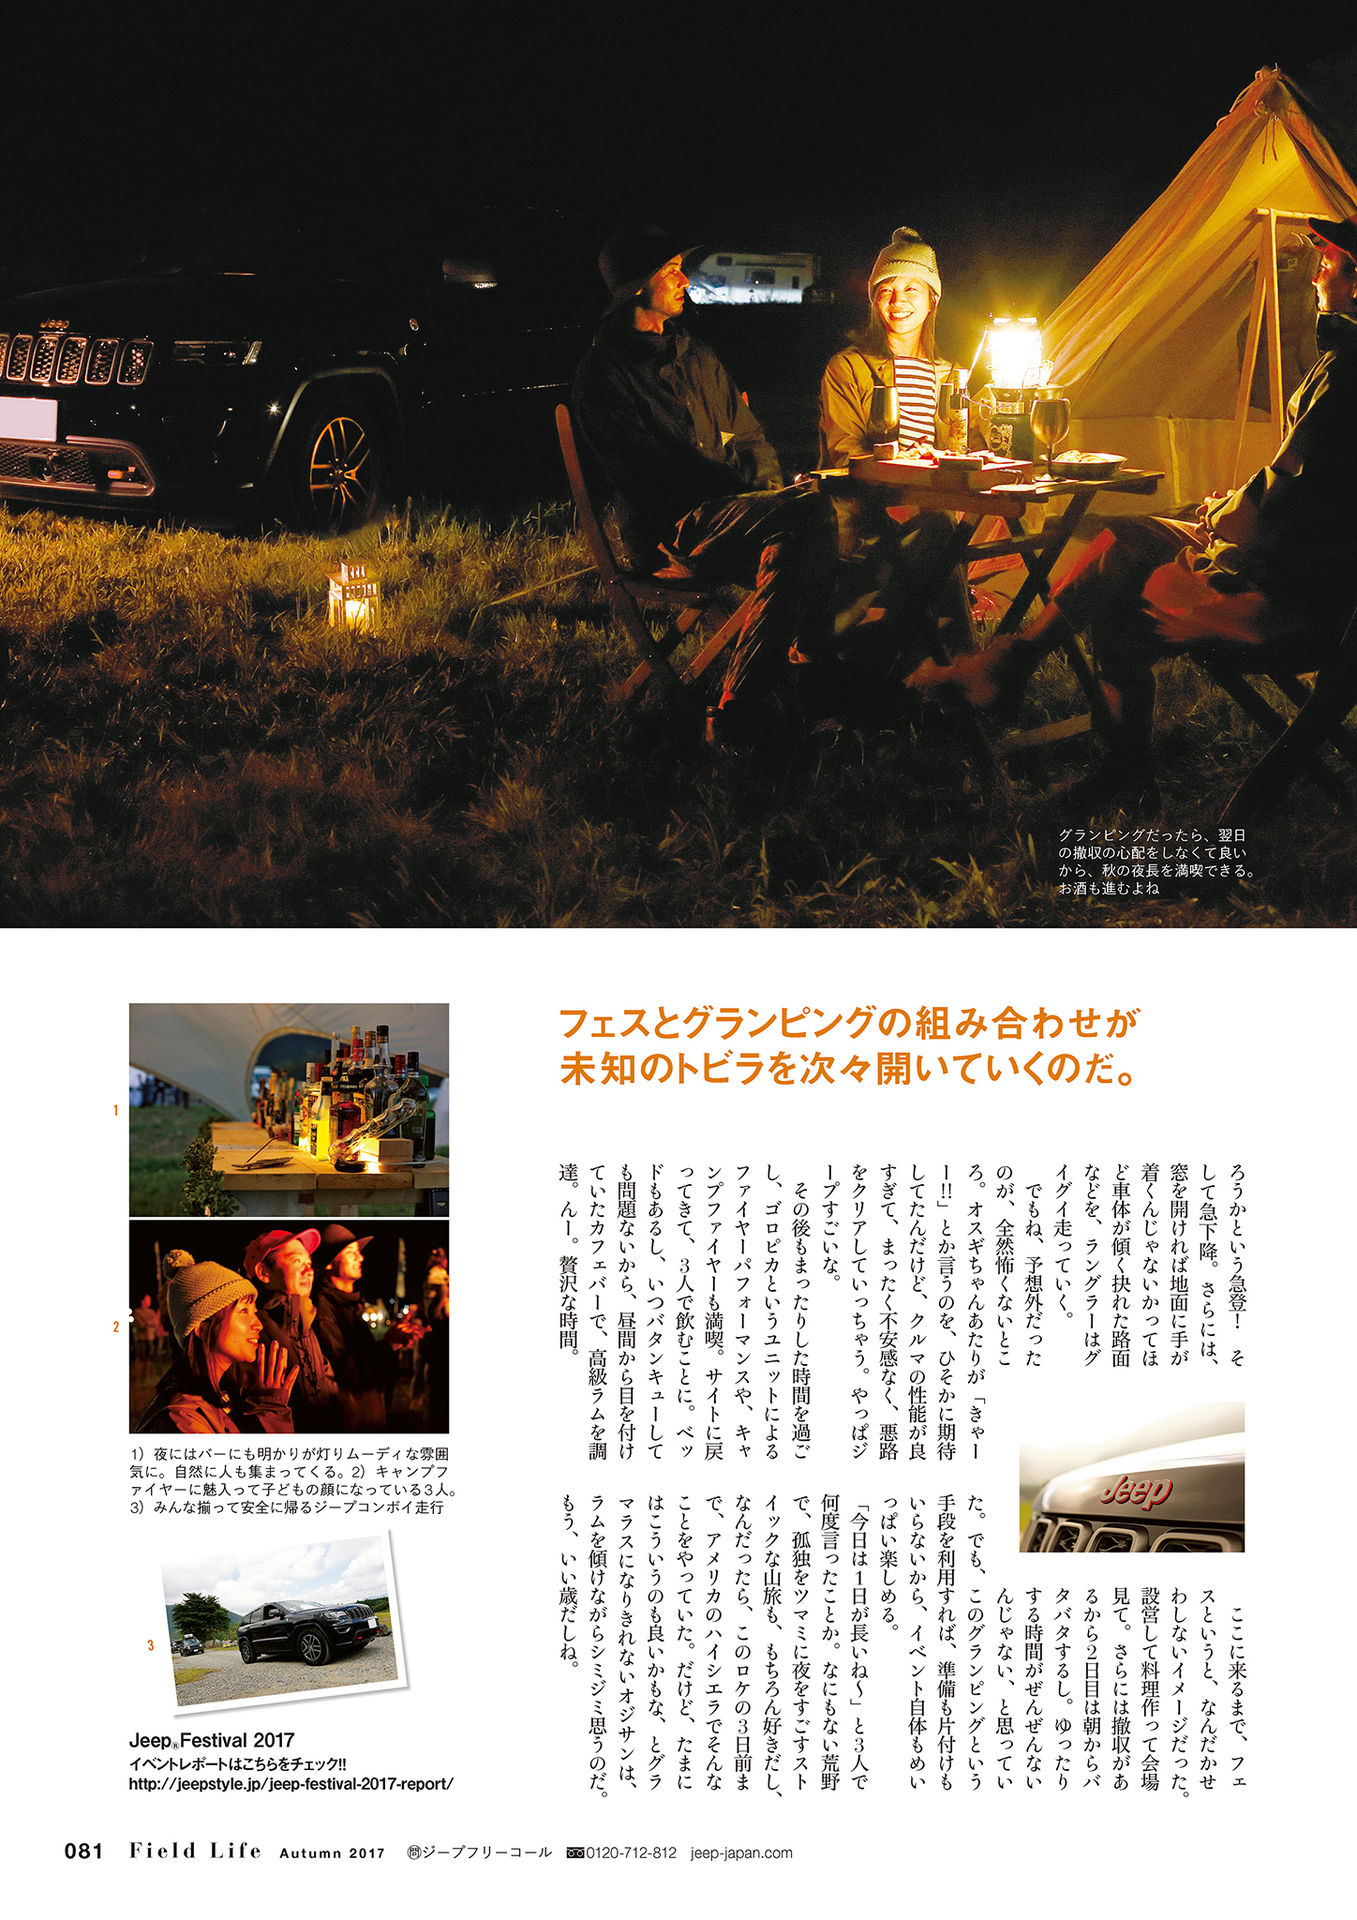 Jeep
グランピングだったら、翌日
の撤収の心配をしなくて良い
から、秋の夜長を満喫できる。
お酒も進むよね
フェスとグランピングの組み合わせが
未知のトビラを次々開いていくのだ。
ろうかという急登！　そ
して急下降。さらには、
窓を開ければ地面に手が
着くんじゃないかってほ
ど車体が傾く抉れた路面
などを、ラングラーはグ
イグイ走っていく。
でもね、予想外だった
のが、全然怖くないとこ
ろ。オスギちゃんあたりが「きゃー
ー!!」とか言うのを、ひそかに期待
してたんだけど、クルマの性能が良
すぎて、まったく不安感なく、悪路
をクリアしていっちゃう。やっぱジ
ープすごいな。
その後もまったりした時間を過ご
し、ゴロピカというユニットによる
ファイヤーパフォーマンスや、キャ
ンプファイヤーも満喫。サイトに戻
ってきて、3人で飲むことに。ベッ
ドもあるし、いつバタンキューして
も問題ないから、昼間から目を付け
ていたカフェバーで、高級ラムを調
達。んー。贅沢な時間。
Jeep
ここに来るまで、フェ
スというと、なんだかせ
わしないイメージだった。
設営して料理作って会場
見て。さらには撤収があ
るから2日目は朝からバ
タバタするし。ゆったり
する時間がぜんぜんない
んじゃない、と思ってい
た。でも、このグランピングという
手段を利用すれば、準備も片付けも
いらないから、イベント自体もめい
っぱい楽しめる。
「今日は1日が長いね〜」と3人で
何度言ったことか。なにもない荒野
で、孤独をツマミに夜をすごすスト
イックな山旅も、もちろん好きだし、
なんだったら、このロケの3日前ま
で、アメリカのハイシエラでそんな
ことをやっていた。だけど、たまに
はこういうのも良いかもな、とグラ
マラスになりきれないオジサンは、
ラムを傾けながらシミジミ思うのだ。
もう、いい歳だしね。
1
2
1）夜にはバーにも明かりが灯りムーディな雰囲
気に。自然に人も集まってくる。2）キャンプフ
ァイヤーに魅入って子どもの顔になっている3人。
3）みんな揃って安全に帰るジープコンボイ走行
3
Jeep®Festival 2017
イベントレポートはこちらをチェック!!
http://jeepstyle.jp/jeep-festival-2017-report/
081 Field Life Autumn 2017 ㉄ジープフリーコール 0120-712-812 jeep-japan.com